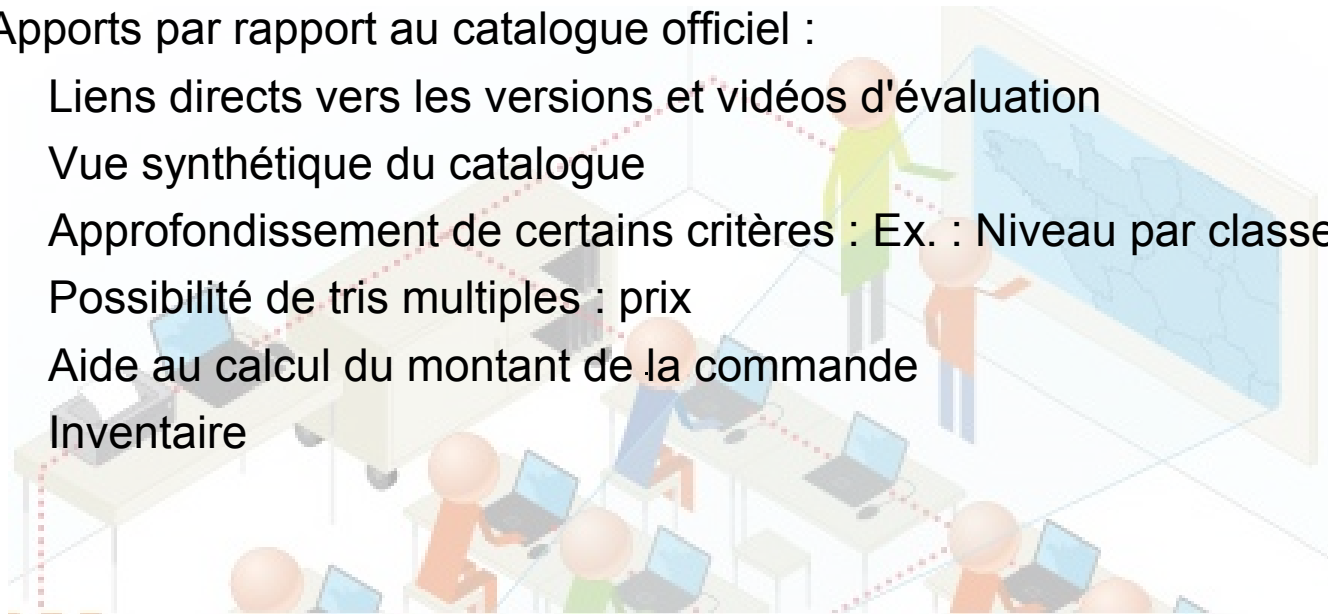 Apports par rapport au catalogue officiel :
Liens directs vers les versions et vidéos d'évaluation
Vue synthétique du catalogue
Approfondissement de certains critères : Ex. : Niveau par classe
Possibilité de tris multiples : prix
Aide au calcul du montant de la commande
Inventaire